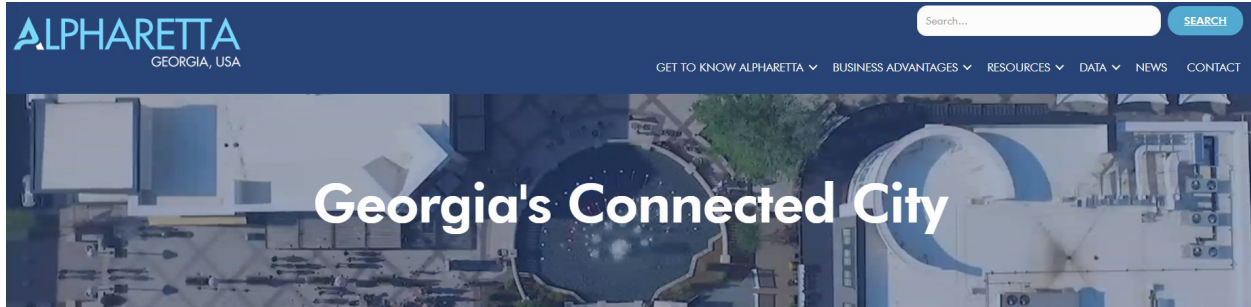 ALPHARETTA
GEORGIA, USA
Search...
SEARCH
GET TO KNOW ALPHARETTA
BUSINESS ADVANTAGES
RESOURCES
DATA
NEWS
CONTACT
Georgia's Connected City